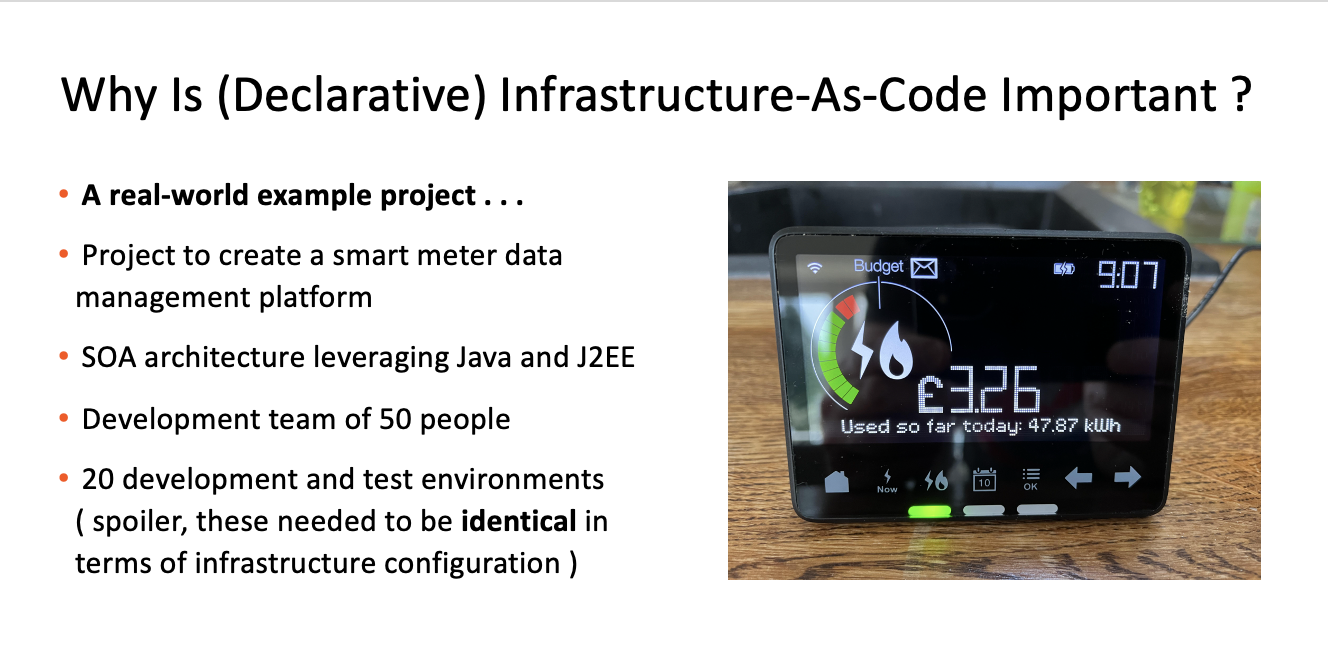 Why Is (Declarative) Infrastructure-As-Code Important ?
• A real-world example project . . .
• Project to create a smart meter data
management platform
• SOA architecture leveraging Java and J2EE
• Development team of 50 people
• 20 development and test environments
( spoiler, these needed to be identical in
terms of infrastructure configuration )
Budget
9:07
£3.26
Used so far today: 47.87 kWh
Now
10
OK